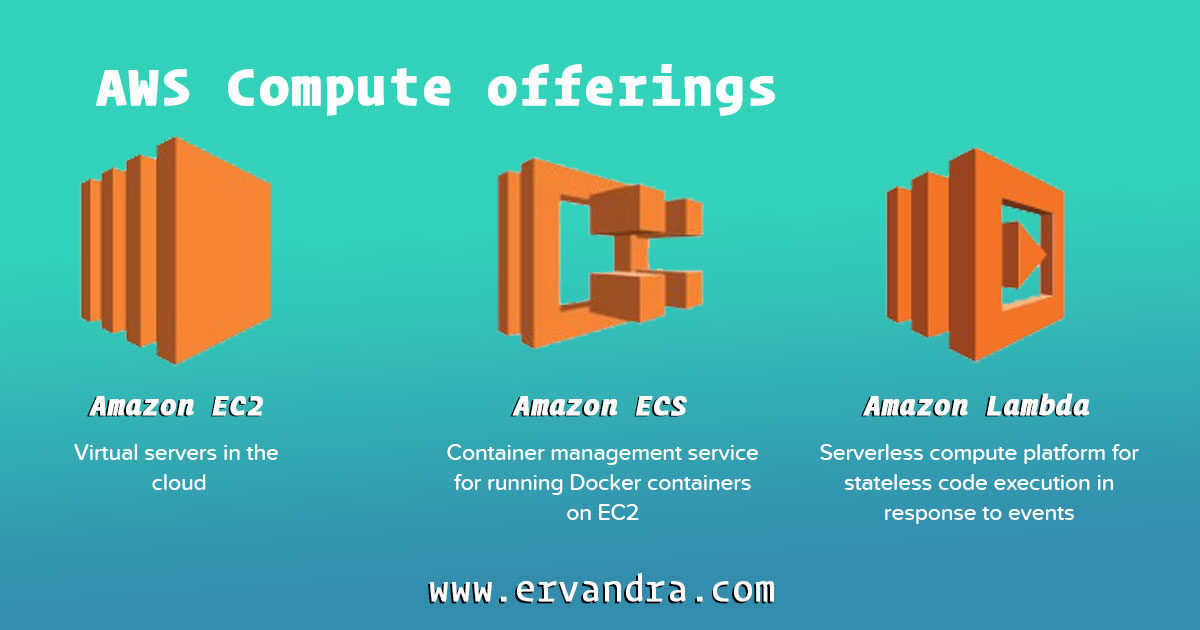 AWS Compute offerings
Amazon EC2
Virtual servers in the
cloud
Amazon ECS
Container management service
for running Docker containers
on EC2
Amazon Lambda
Serverless compute platform for
stateless code execution in
response to events
www.ervandra.com